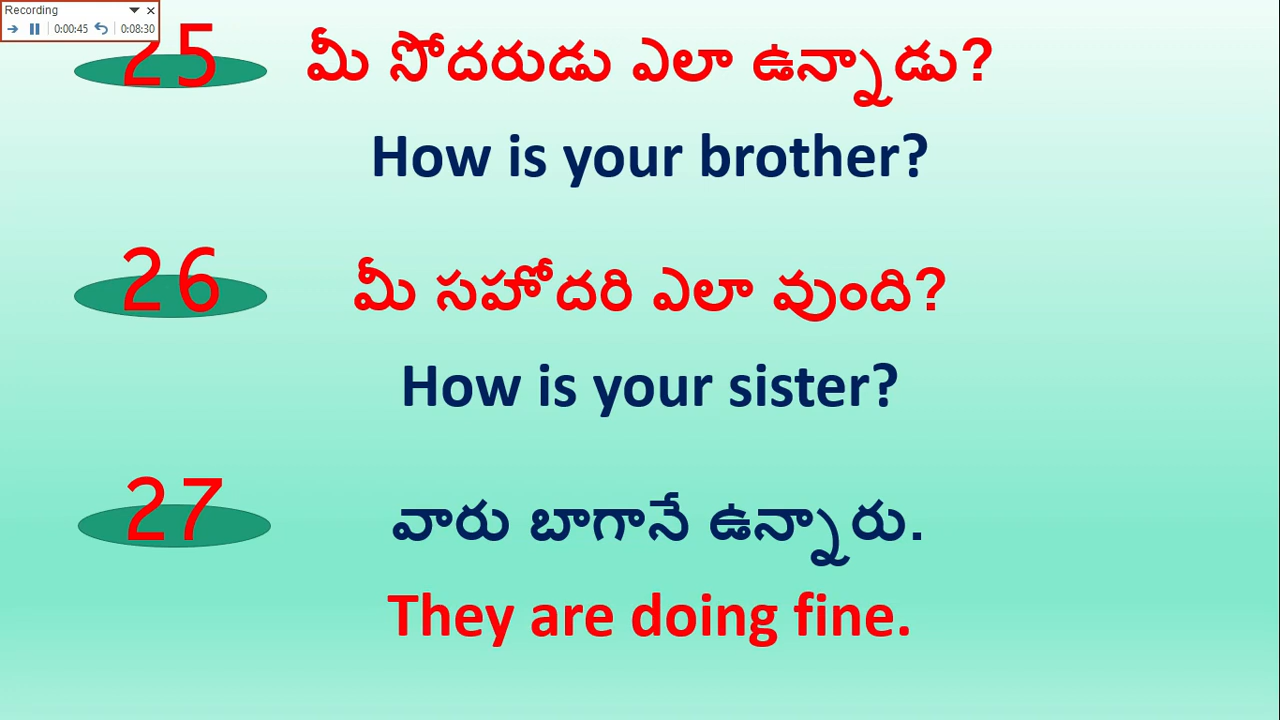 Recording
0:00:45 0:08:30
25 మీ సోదరుడు ఎలా ఉన్నాడు?
How is your brother?
26 మీ సహోదరి ఎలా వుంది?
How is your sister?
27 వారు బాగానే ఉన్నారు.
They are doing fine.